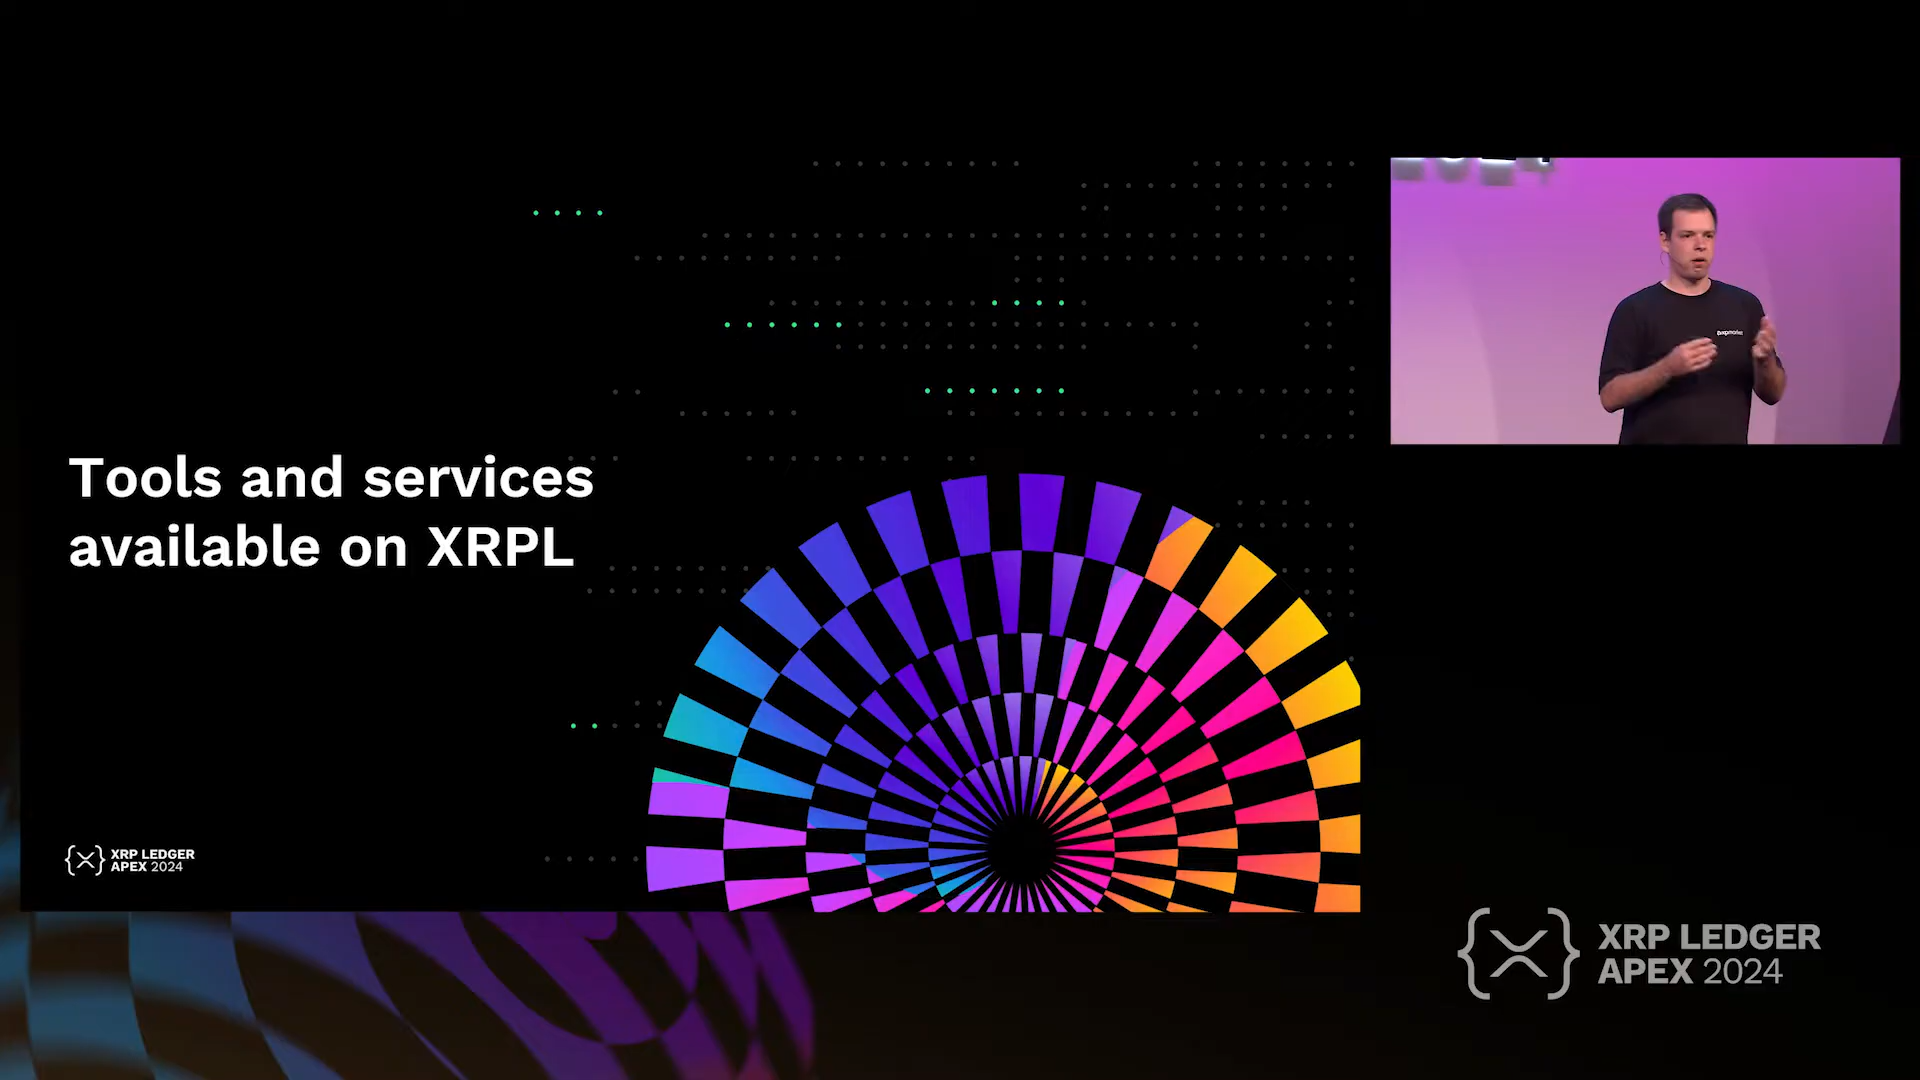 Tools and services
available on XRPL
XRP LEDGER
APEX 2024
XRP LEDGER
APEX 2024